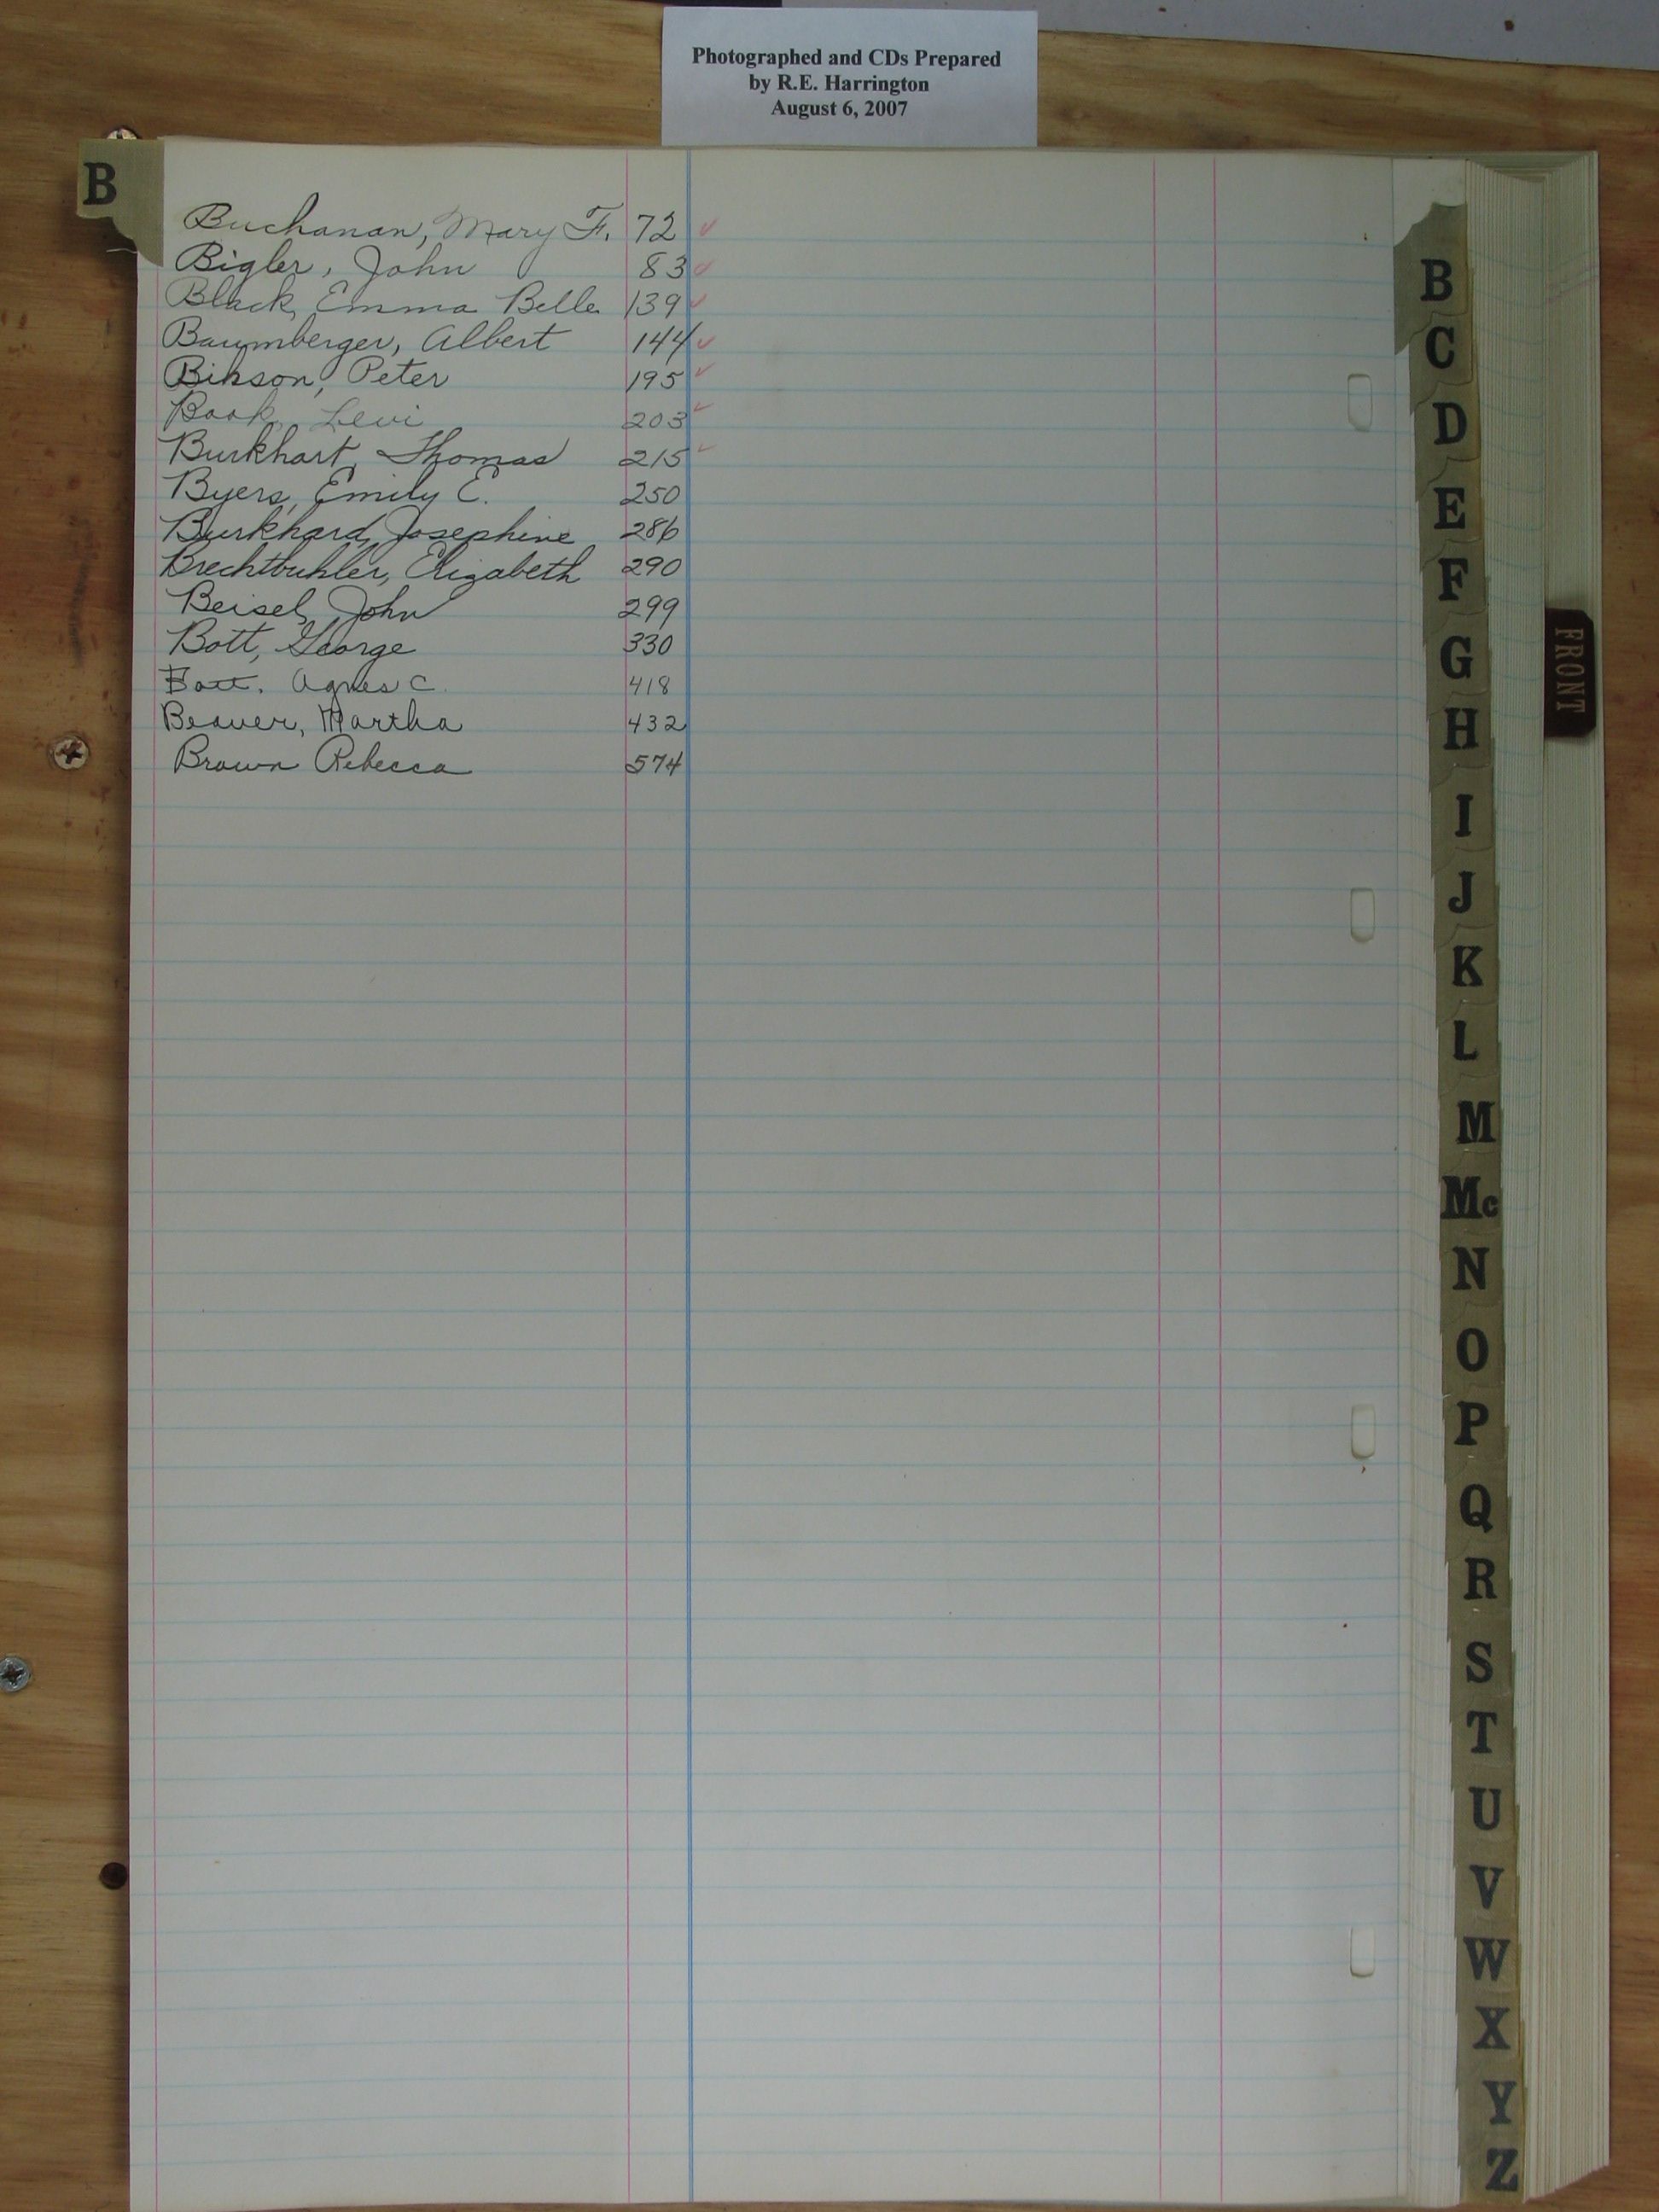 Photographed and CDs Prepared
by R.E. Harrington
August 6, 2007
B
Buchanan, Mary F. 72 ✓
Bigler, John 83 ✓
Black, Emma Belle 139 ✓
Baumberger, Albert 144 ✓
Binson, Peter 195 ✓
Book, Levi 203 ✓
Burkhart, Thomas 215 ✓
Byers, Emily E. 250
Burkhard, Josephine 286
Brechtbuhler, Elizabeth 290
Beisel, John 299
Bott, George 330
Bott, Agnes C. 418
Beaver, Martha 432
Brown Rebecca 574
B
C
D
E
F
G
H
I
J
K
L
M
Mc
N
O
P
Q
R
S
T
U
V
W
X
Y
Z
FRONT